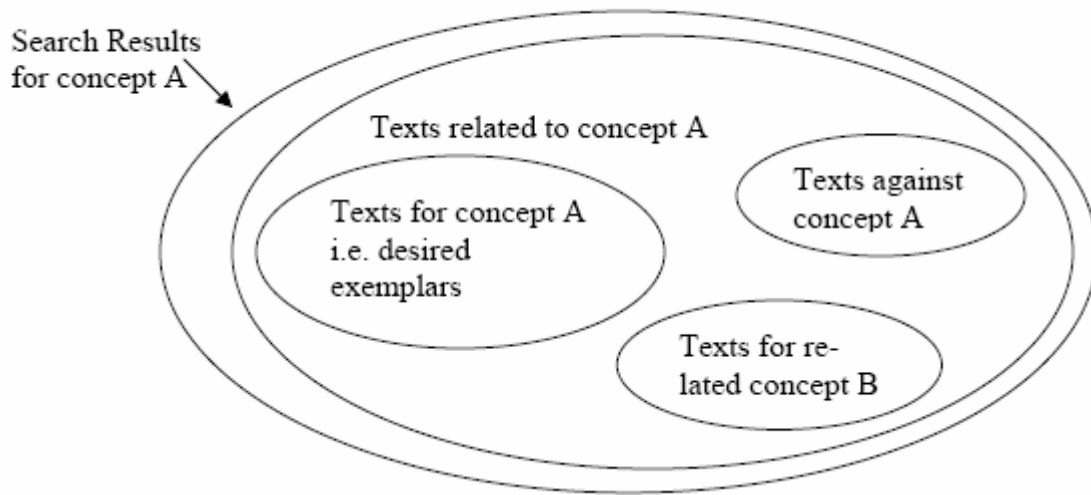 Search Results
for concept A
Texts related to concept A
Texts for concept A
i.e. desired
exemplars
Texts against
concept A
Texts for re-
lated concept B